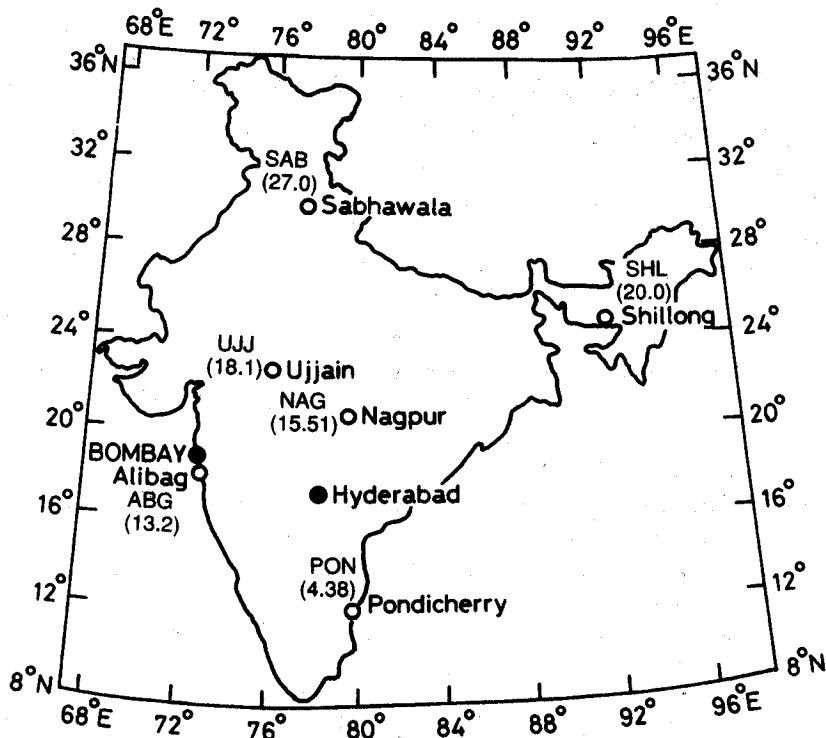 68°E 72° 76° 80° 84° 88° 92° 96°E
36°N 36°N
32° 32°
SAB
(27.0)
Sabhawala
28° 28°
SHL
(20.0)
Shillong
24° 24°
UJJ
(18.1) Ujjain
NAG
(15.51) Nagpur
20° 20°
BOMBAY
Alibag
ABG
(13.2)
Hyderabad
16° 16°
PON
(4.38)
Pondicherry
12° 12°
8°N 8°N
68°E 72° 76° 80° 84° 88° 92° 96°E